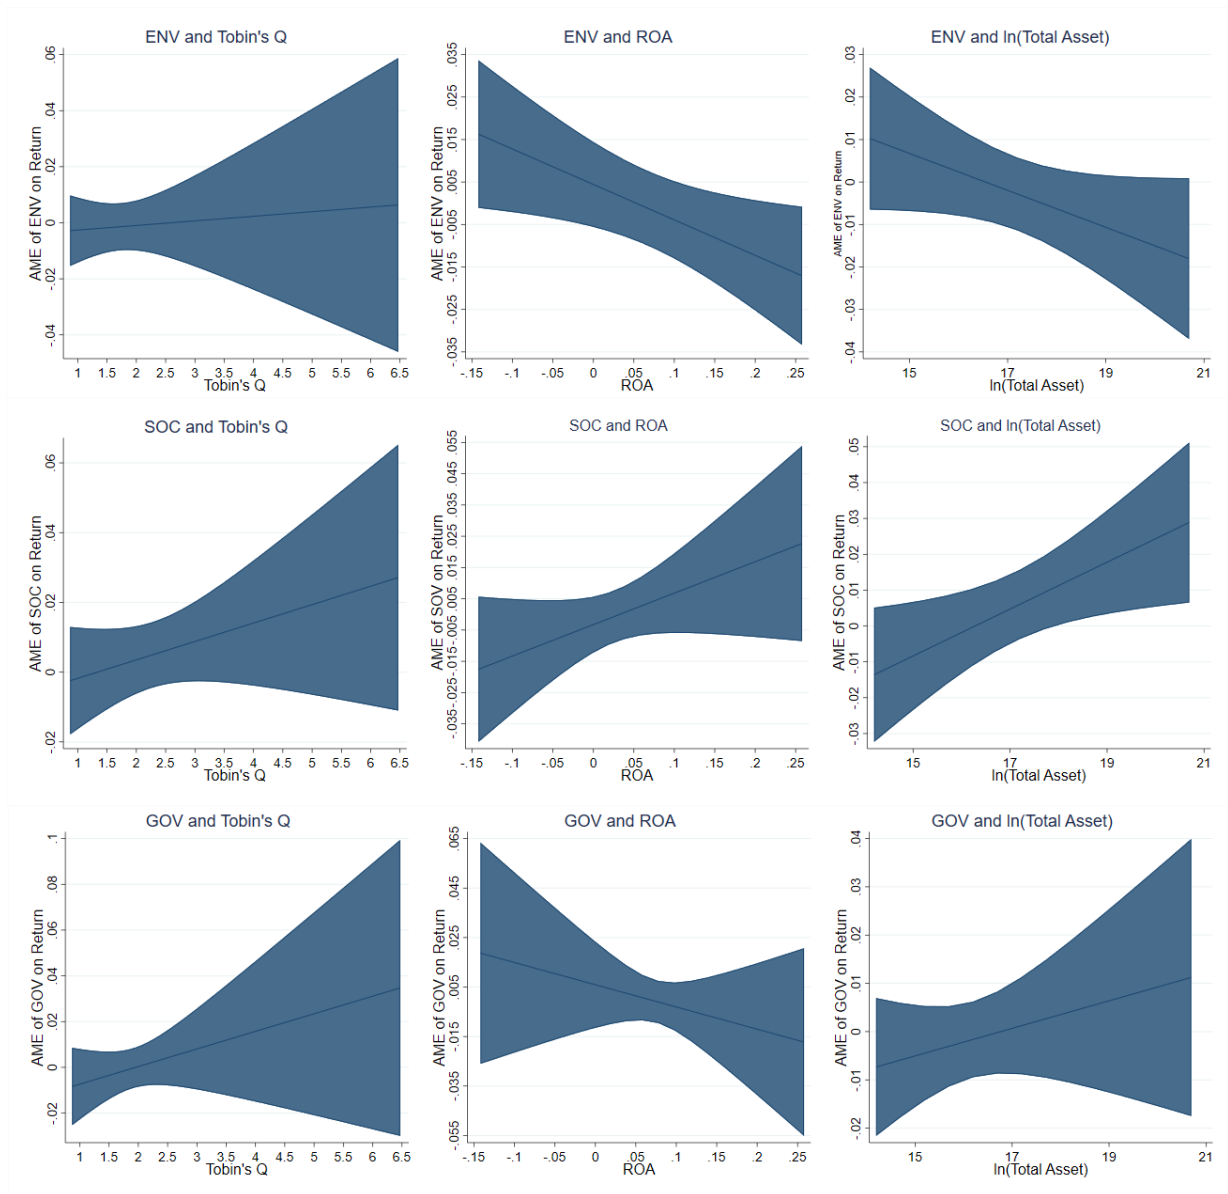 ENV and Tobin's Q
AME of ENV on Return
.06
.04
.02
0
-.02
-.04
1 1.5 2 2.5 3 3.5 4 4.5 5 5.5 6 6.5
Tobin's Q
ENV and ROA
AME of ENV on Return
.035
.025
.015
.005
-.005
-.015
-.025
-.035
-.15 -.1 -.05 0 .05 .1 .15 .2 .25
ROA
ENV and ln(Total Asset)
AME of ENV on Return
.03
.02
.01
0
-.01
-.02
-.03
-.04
15 17 19 21
ln(Total Asset)
SOC and Tobin's Q
AME of SOC on Return
.06
.04
.02
0
-.02
1 1.5 2 2.5 3 3.5 4 4.5 5 5.5 6 6.5
Tobin's Q
SOC and ROA
AME of SOV on Return
.055
.045
.035
.025
.015
.005
-.005
-.015
-.025
-.035
-.15 -.1 -.05 0 .05 .1 .15 .2 .25
ROA
SOC and ln(Total Asset)
AME of SOC on Return
.05
.04
.03
.02
.01
0
-.01
-.02
-.03
15 17 19 21
ln(Total Asset)
GOV and Tobin's Q
AME of GOV on Return
.1
.08
.06
.04
.02
0
-.02
1 1.5 2 2.5 3 3.5 4 4.5 5 5.5 6 6.5
Tobin's Q
GOV and ROA
AME of GOV on Return
.065
.045
.025
.005
-.015
-.035
-.055
-.15 -.1 -.05 0 .05 .1 .15 .2 .25
ROA
GOV and ln(Total Asset)
AME of GOV on Return
.04
.03
.02
.01
0
-.01
-.02
15 17 19 21
ln(Total Asset)